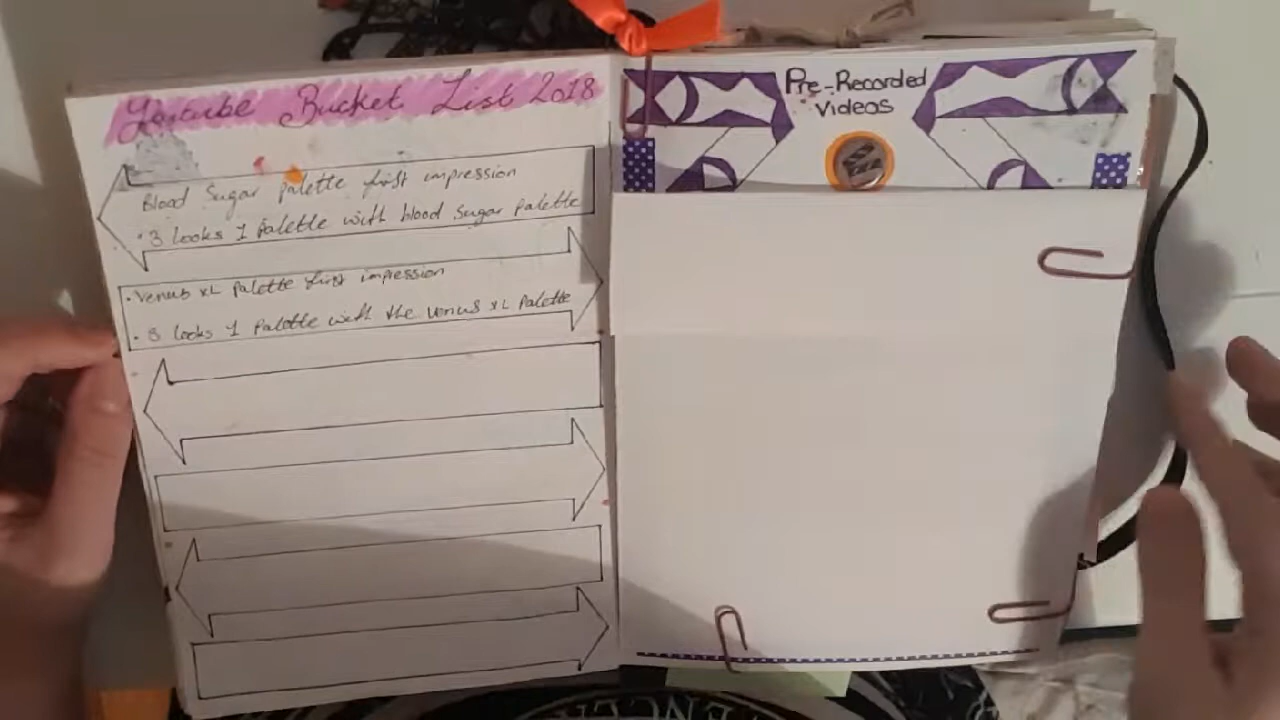 Youtube Bucket List 2018
Blood Sugar palette first impression
• 3 looks 1 palette with blood sugar palette
• Venus XL palette first impression
• 3 looks 1 palette with the venus XL palette
Pre-Recorded
Videos